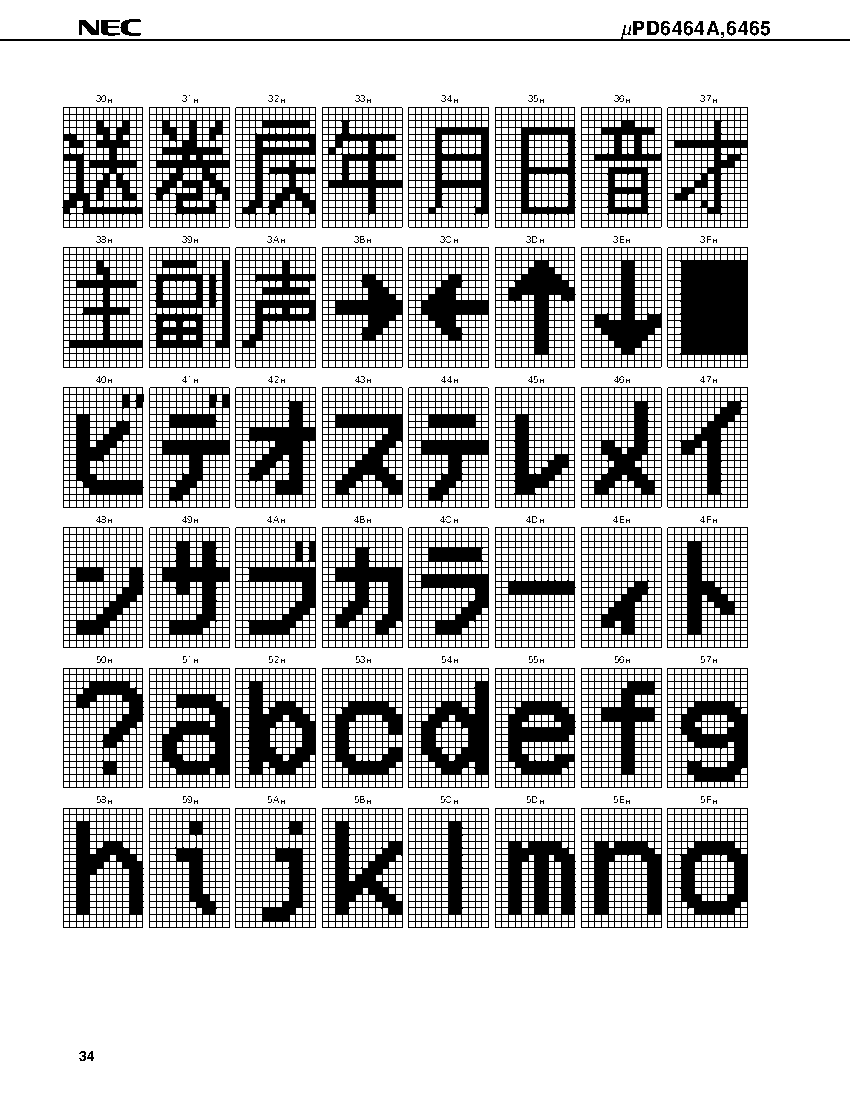 NEC μPD6464A,6465
30H 31H 32H 33H 34H 35H 36H 37H
送 巻 戻 年 月 日 音 才
38H 39H 3AH 3BH 3CH 3DH 3EH 3FH
主 副 声 → ← ↑ ↓ ■
40H 41H 42H 43H 44H 45H 46H 47H
ビ デ オ ス テ レ メ イ
48H 49H 4AH 4BH 4CH 4DH 4EH 4FH
ン サ ブ カ ラ ー ィ ト
50H 51H 52H 53H 54H 55H 56H 57H
? a b c d e f g
58H 59H 5AH 5BH 5CH 5DH 5EH 5FH
h i j k l m n o
34